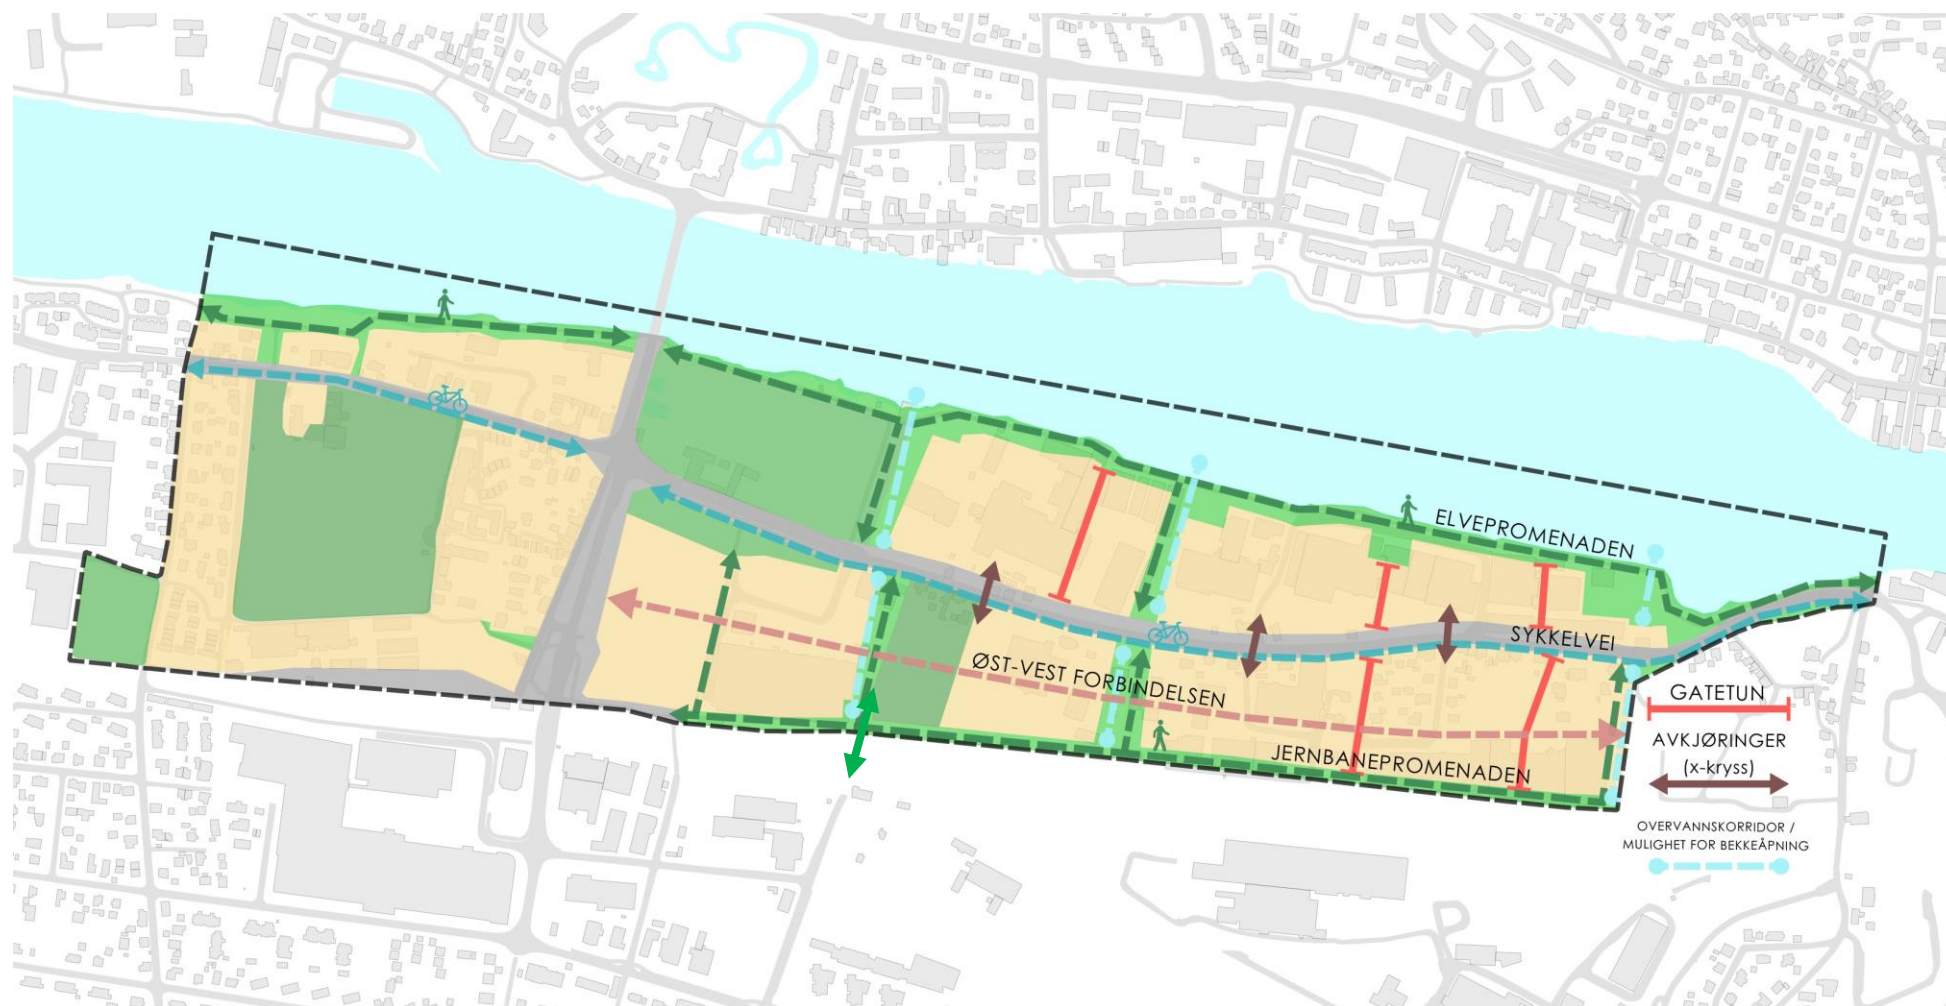 ELVEPROMENADEN
SYKKELVEI
ØST-VEST FORBINDELSEN
JERNBANEPROMENADEN
GATETUN
AVKJØRINGER
(x-kryss)
OVERVANNSKORRIDOR /
MULIGHET FOR BEKKEÅPNING